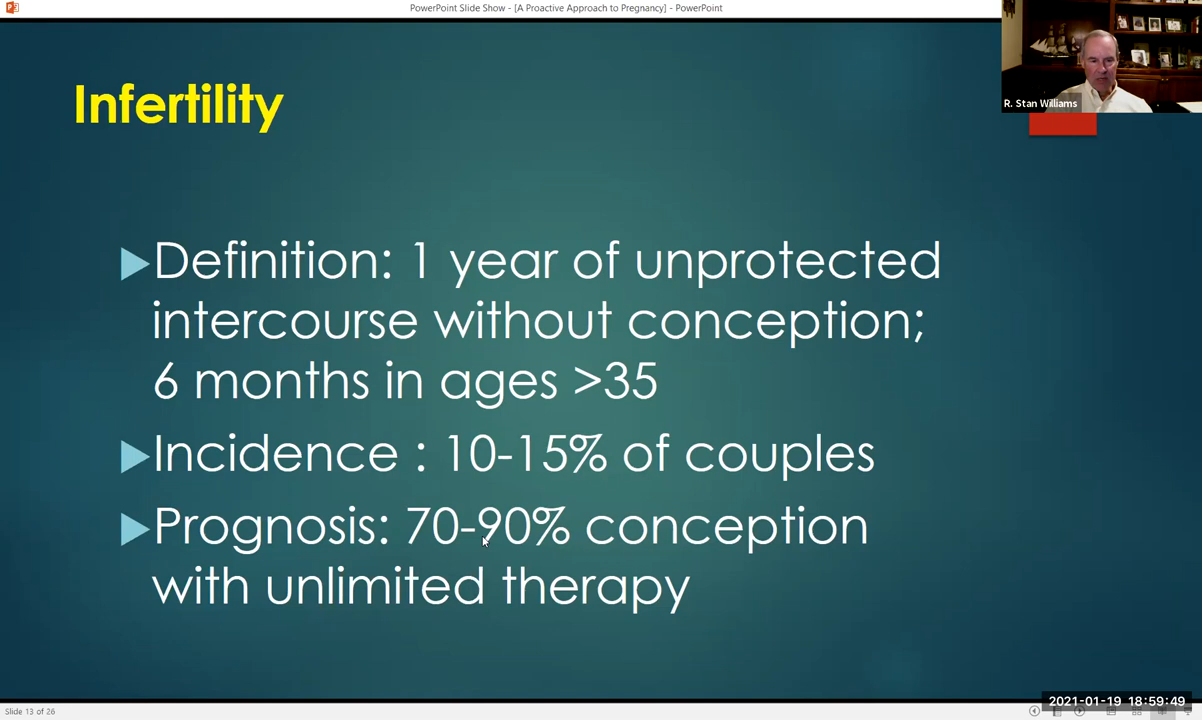 PowerPoint Slide Show - [A Proactive Approach to Pregnancy] - PowerPoint
R. Stan Williams
Infertility
Definition: 1 year of unprotected
intercourse without conception;
6 months in ages >35
Incidence : 10-15% of couples
Prognosis: 70-90% conception
with unlimited therapy
2021-01-19 18:59:49
Slide 13 of 26